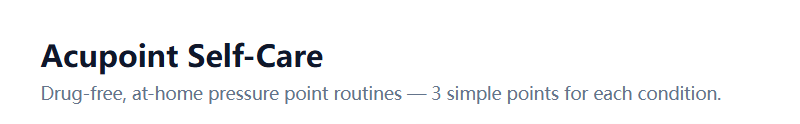 Acupoint Self-Care
Drug-free, at-home pressure point routines — 3 simple points for each condition.